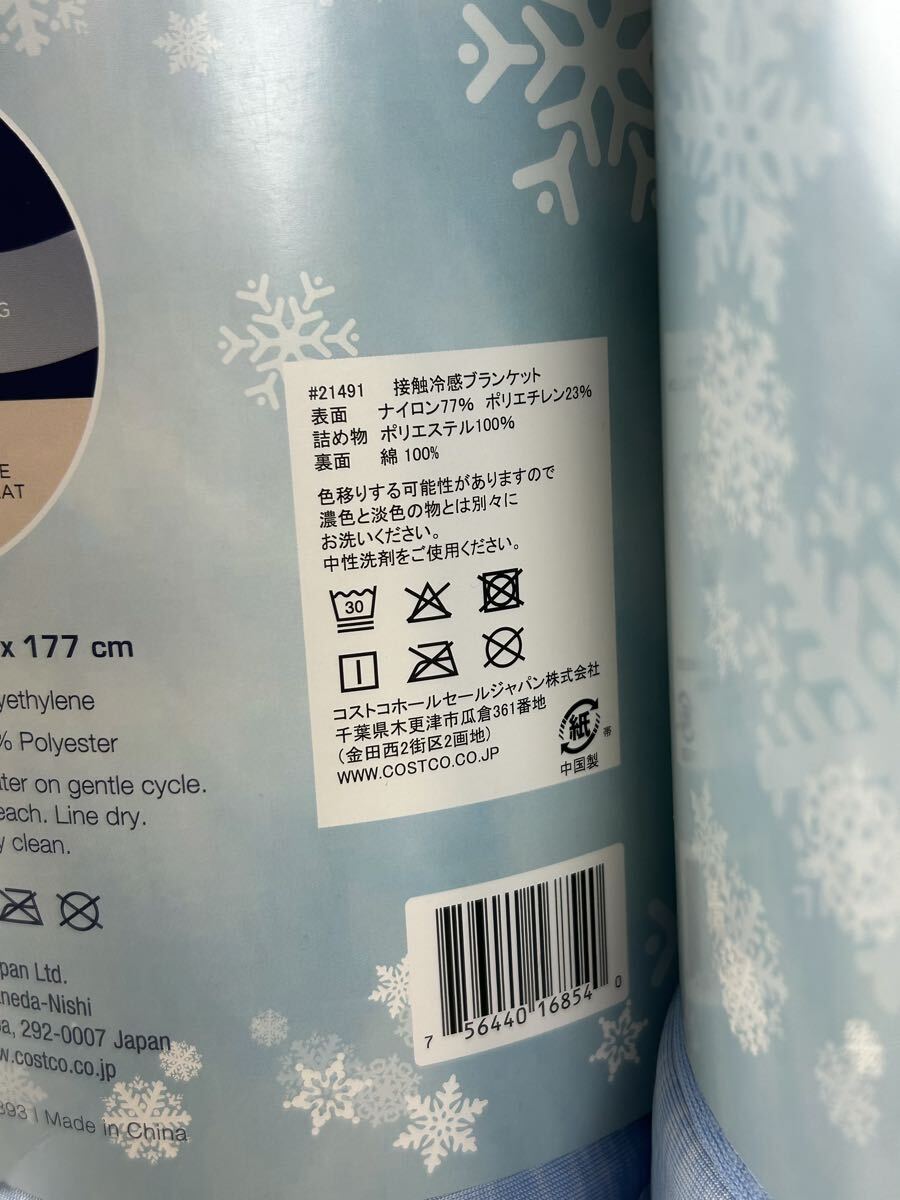 G
E
AT
x 177 cm
yethylene
% Polyester
ter on gentle cycle.
each. Line dry.
y clean.
pan Ltd.
neda-Nishi
a, 292-0007 Japan
w.costco.co.jp
393 | Made in China
#21491 接触冷感ブランケット
表面 ナイロン77% ポリエチレン23%
詰め物 ポリエステル100%
裏面 綿 100%
色移りする可能性がありますので
濃色と淡色の物とは別々に
お洗いください。
中性洗剤をご使用ください。
30
コストコホールセールジャパン株式会社
千葉県木更津市瓜倉361番地
(金田西2街区2画地)
WWW.COSTCO.CO.JP
紙
帯
中国製
7 56440 16854 0